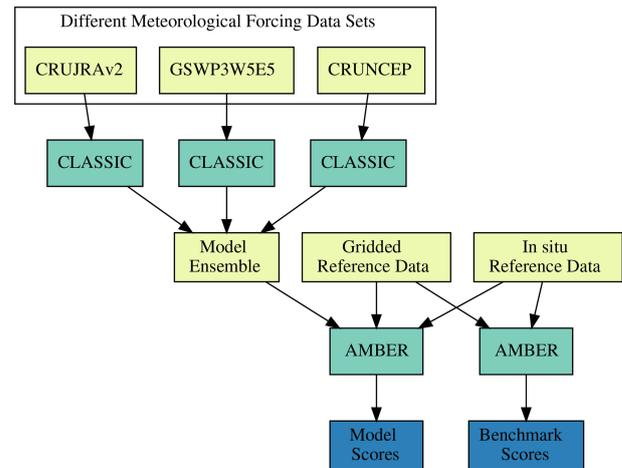 Different Meteorological Forcing Data Sets
CRUJRAv2
GSWP3W5E5
CRUNCEP
CLASSIC
CLASSIC
CLASSIC
Model
Ensemble
Gridded
Reference Data
In situ
Reference Data
AMBER
AMBER
Model
Scores
Benchmark
Scores